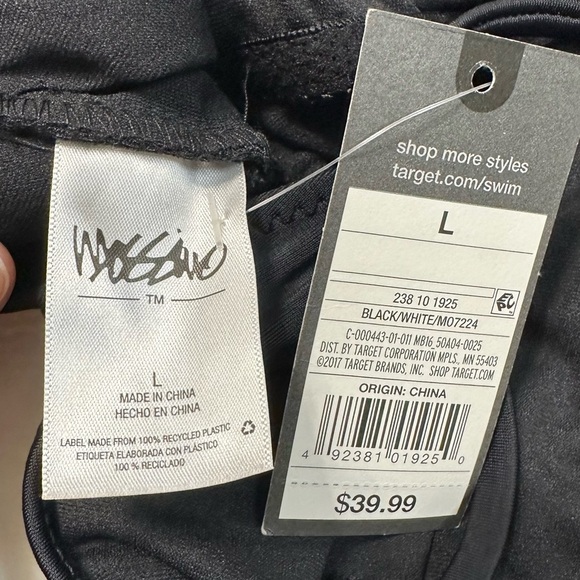 mossimo
TM
L
MADE IN CHINA
HECHO EN CHINA
LABEL MADE FROM 100% RECYCLED PLASTIC
ETIQUETA ELABORADA CON PLÁSTICO
100 % RECICLADO
shop more styles
target.com/swim
L
238 10 1925
BLACK/WHITE/MO7224
C-000443-01-011 MB16_50A04-0025
DIST. BY TARGET CORPORATION MPLS, MN 55403
©2017 TARGET BRANDS, INC. SHOP TARGET.COM
ORIGIN: CHINA
4 92381 01925 0
$39.99